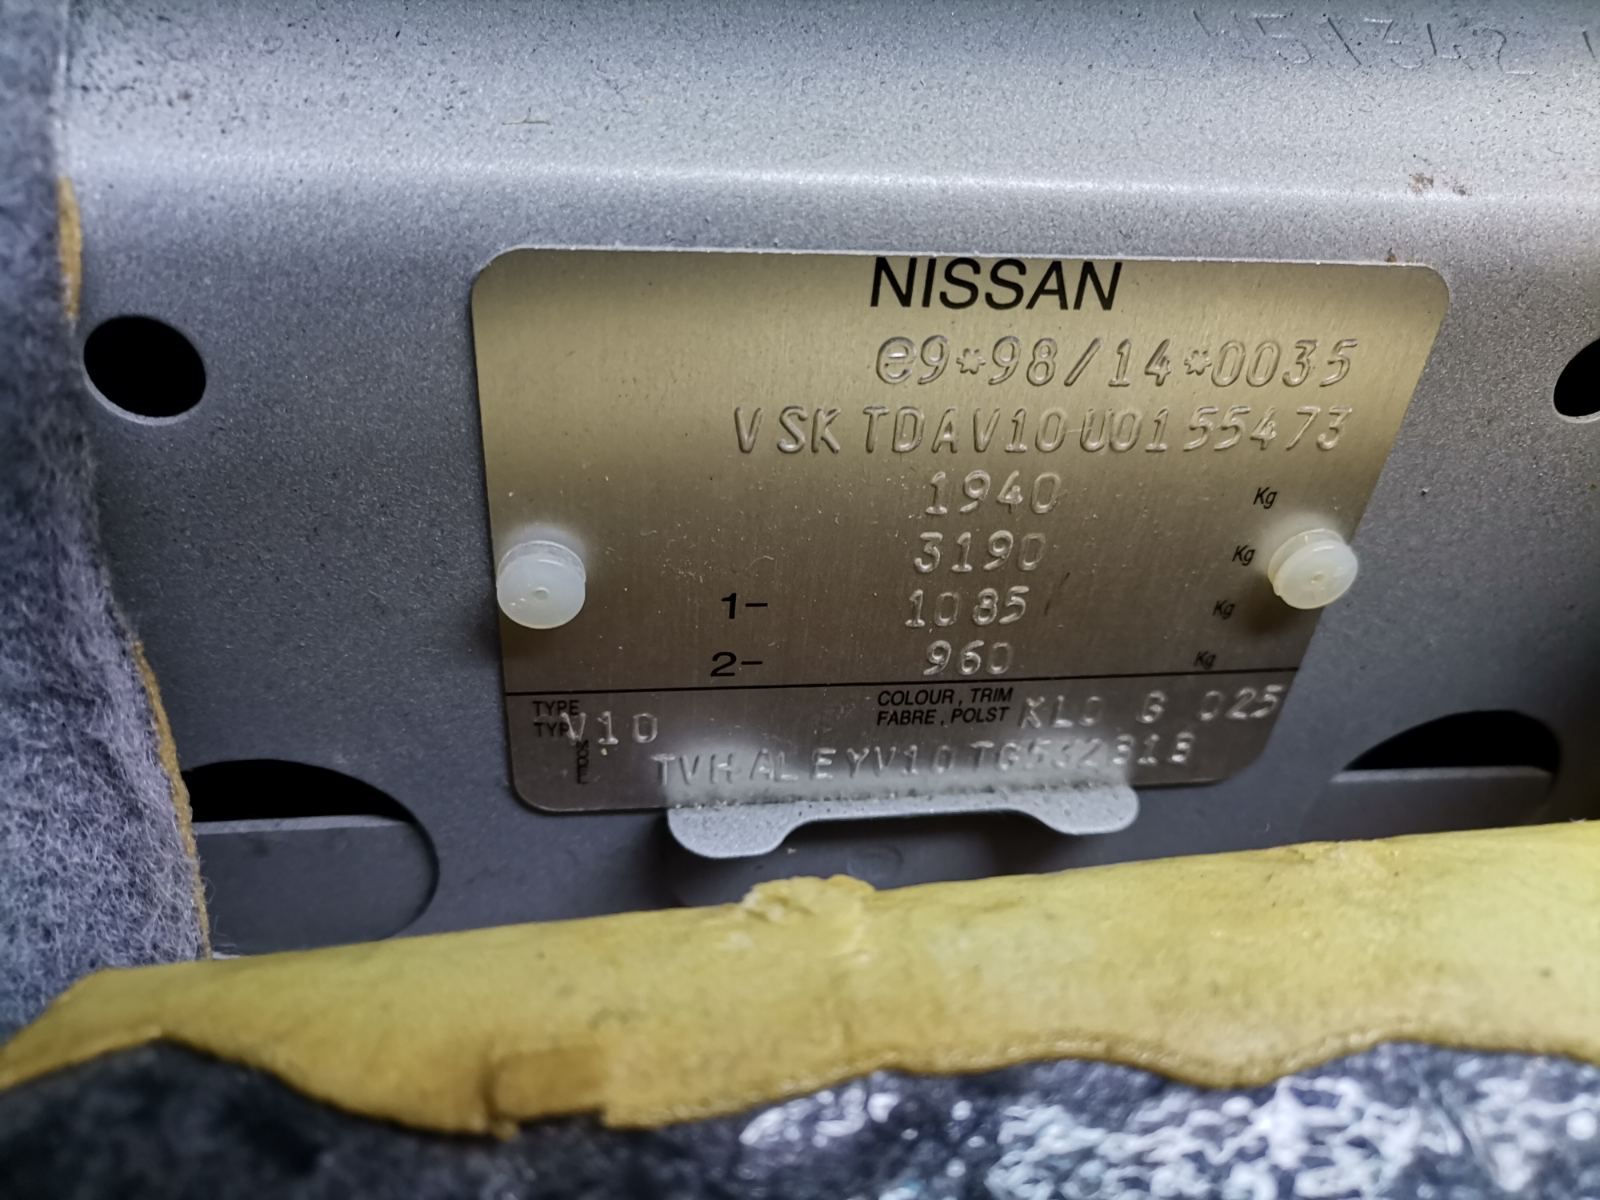 NISSAN
e9*98/14*0035
VSKTDAV10U0155473
1940 Kg
3190 Kg
1- 1085 Kg
2- 960 Kg
TYPE
TYP V10
COLOUR, TRIM
FABRE, POLST KL0 G 025